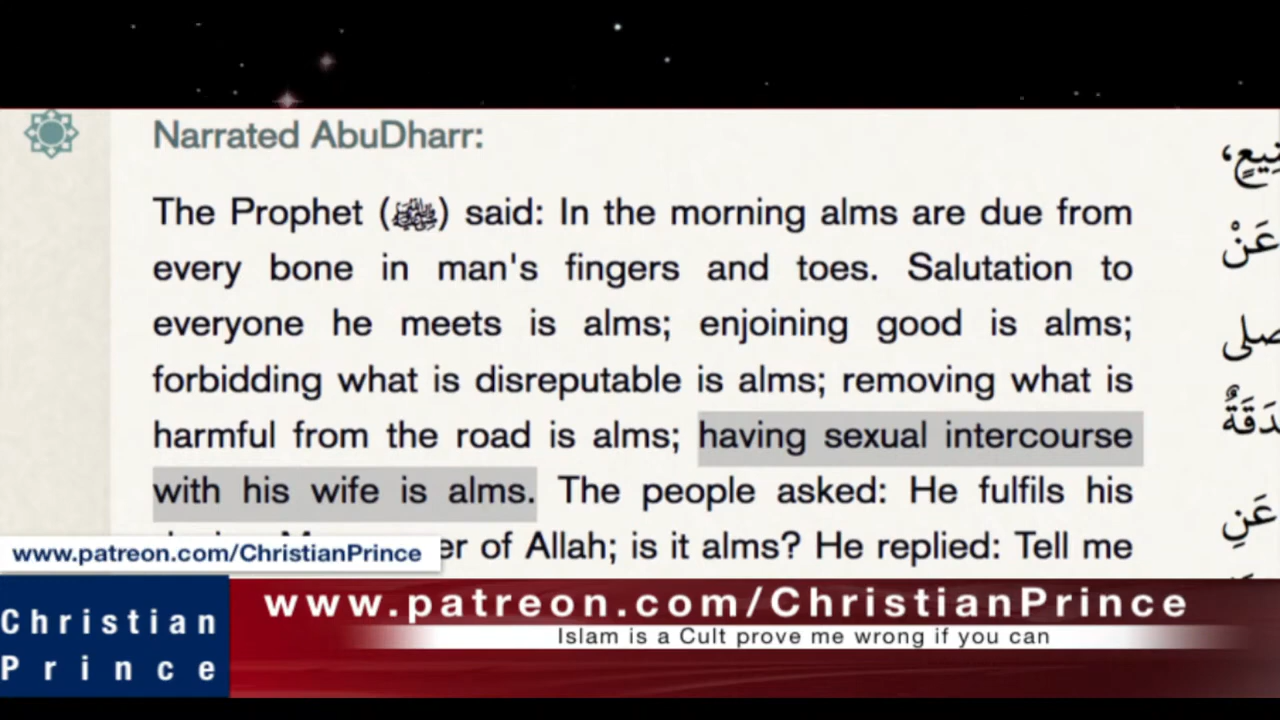 Narrated AbuDharr:
The Prophet (ﷺ) said: In the morning alms are due from
every bone in man's fingers and toes. Salutation to
everyone he meets is alms; enjoining good is alms;
forbidding what is disreputable is alms; removing what is
harmful from the road is alms; having sexual intercourse
with his wife is alms. The people asked: He fulfils his
er of Allah; is it alms? He replied: Tell me
عَنْ
صلى
عَنِ
www.patreon.com/ChristianPrince
Christian
Prince
www.patreon.com/ChristianPrince
Islam is a Cult prove me wrong if you can